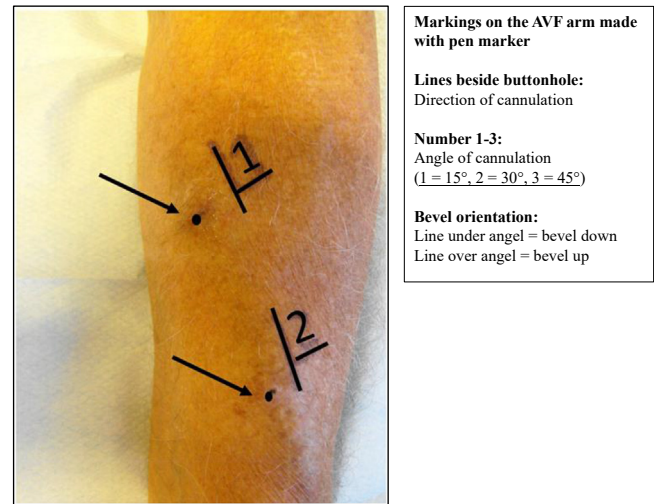 1
2
Markings on the AVF arm made
with pen marker
Lines beside buttonhole:
Direction of cannulation
Number 1-3:
Angle of cannulation
(1 = 15°, 2 = 30°, 3 = 45°)
Bevel orientation:
Line under angel = bevel down
Line over angel = bevel up